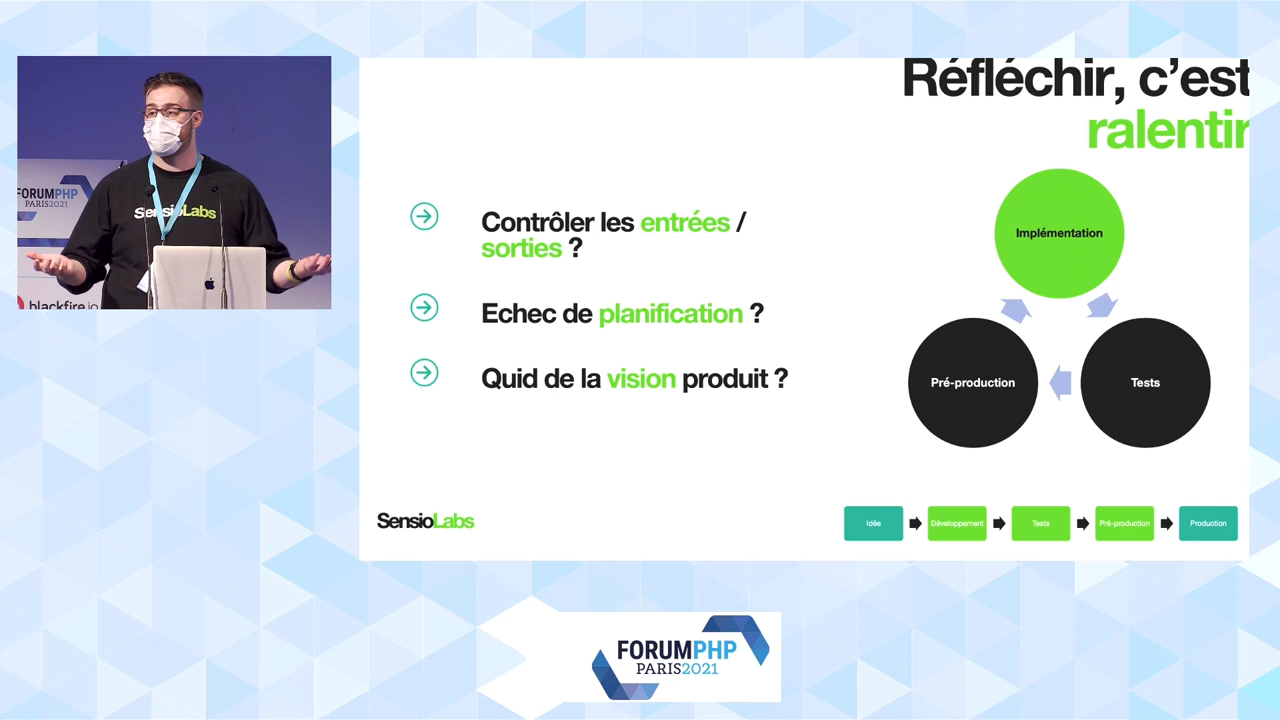 FORUMPHP
PARIS2021
SensioLabs
blackfire.io
Réfléchir, c'est
ralentir
Contrôler les entrées /
sorties ?
Echec de planification ?
Quid de la vision produit ?
Implémentation
Pré-production
Tests
SensioLabs
Idée
Développement
Tests
Pré-production
Production
FORUMPHP
PARIS2021